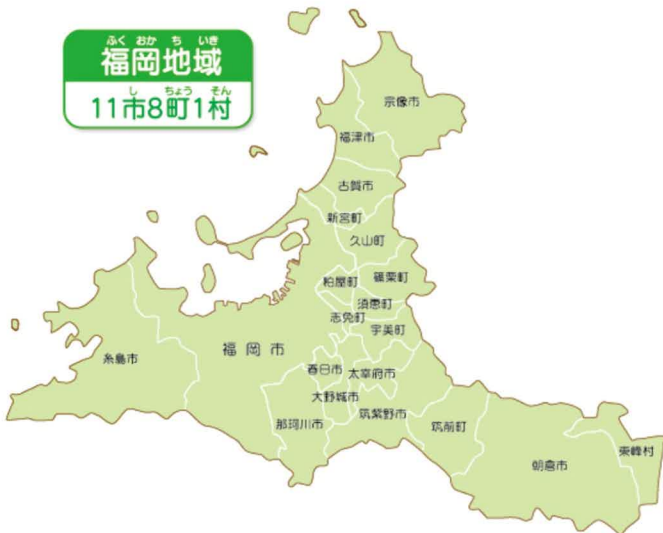 ふく おか ち いき
福岡地域
し ちょう そん
11市8町1村
宗像市
福津市
古賀市
新宮町
久山町
粕屋町
篠栗町
須恵町
志免町
宇美町
福岡市
糸島市
春日市
太宰府市
大野城市
那珂川市
筑紫野市
筑前町
朝倉市
東峰村